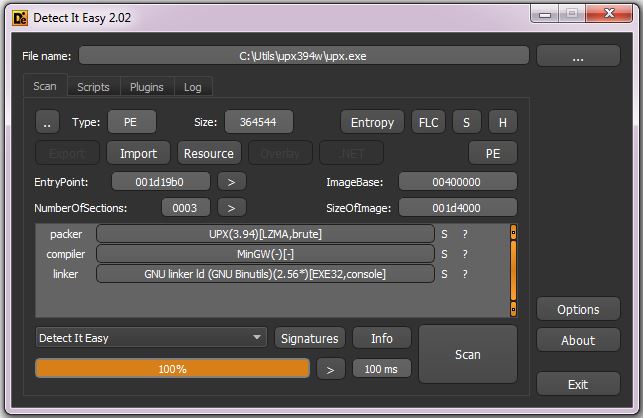 Detect It Easy 2.02
File name: C:\Utils\upx394w\upx.exe ...
Scan Scripts Plugins Log
.. Type: PE Size: 364544 Entropy FLC S H
Export Import Resource Overlay .NET PE
EntryPoint: 001d19b0 > ImageBase: 00400000
NumberOfSections: 0003 > SizeOfImage: 001d4000
packer UPX(3.94)[LZMA,brute] S ?
compiler MinGW(-)[-] S ?
linker GNU linker ld (GNU Binutils)(2.56*)[EXE32,console] S ?
Options
Detect It Easy Signatures Info Scan About
100% > 100 ms
Exit